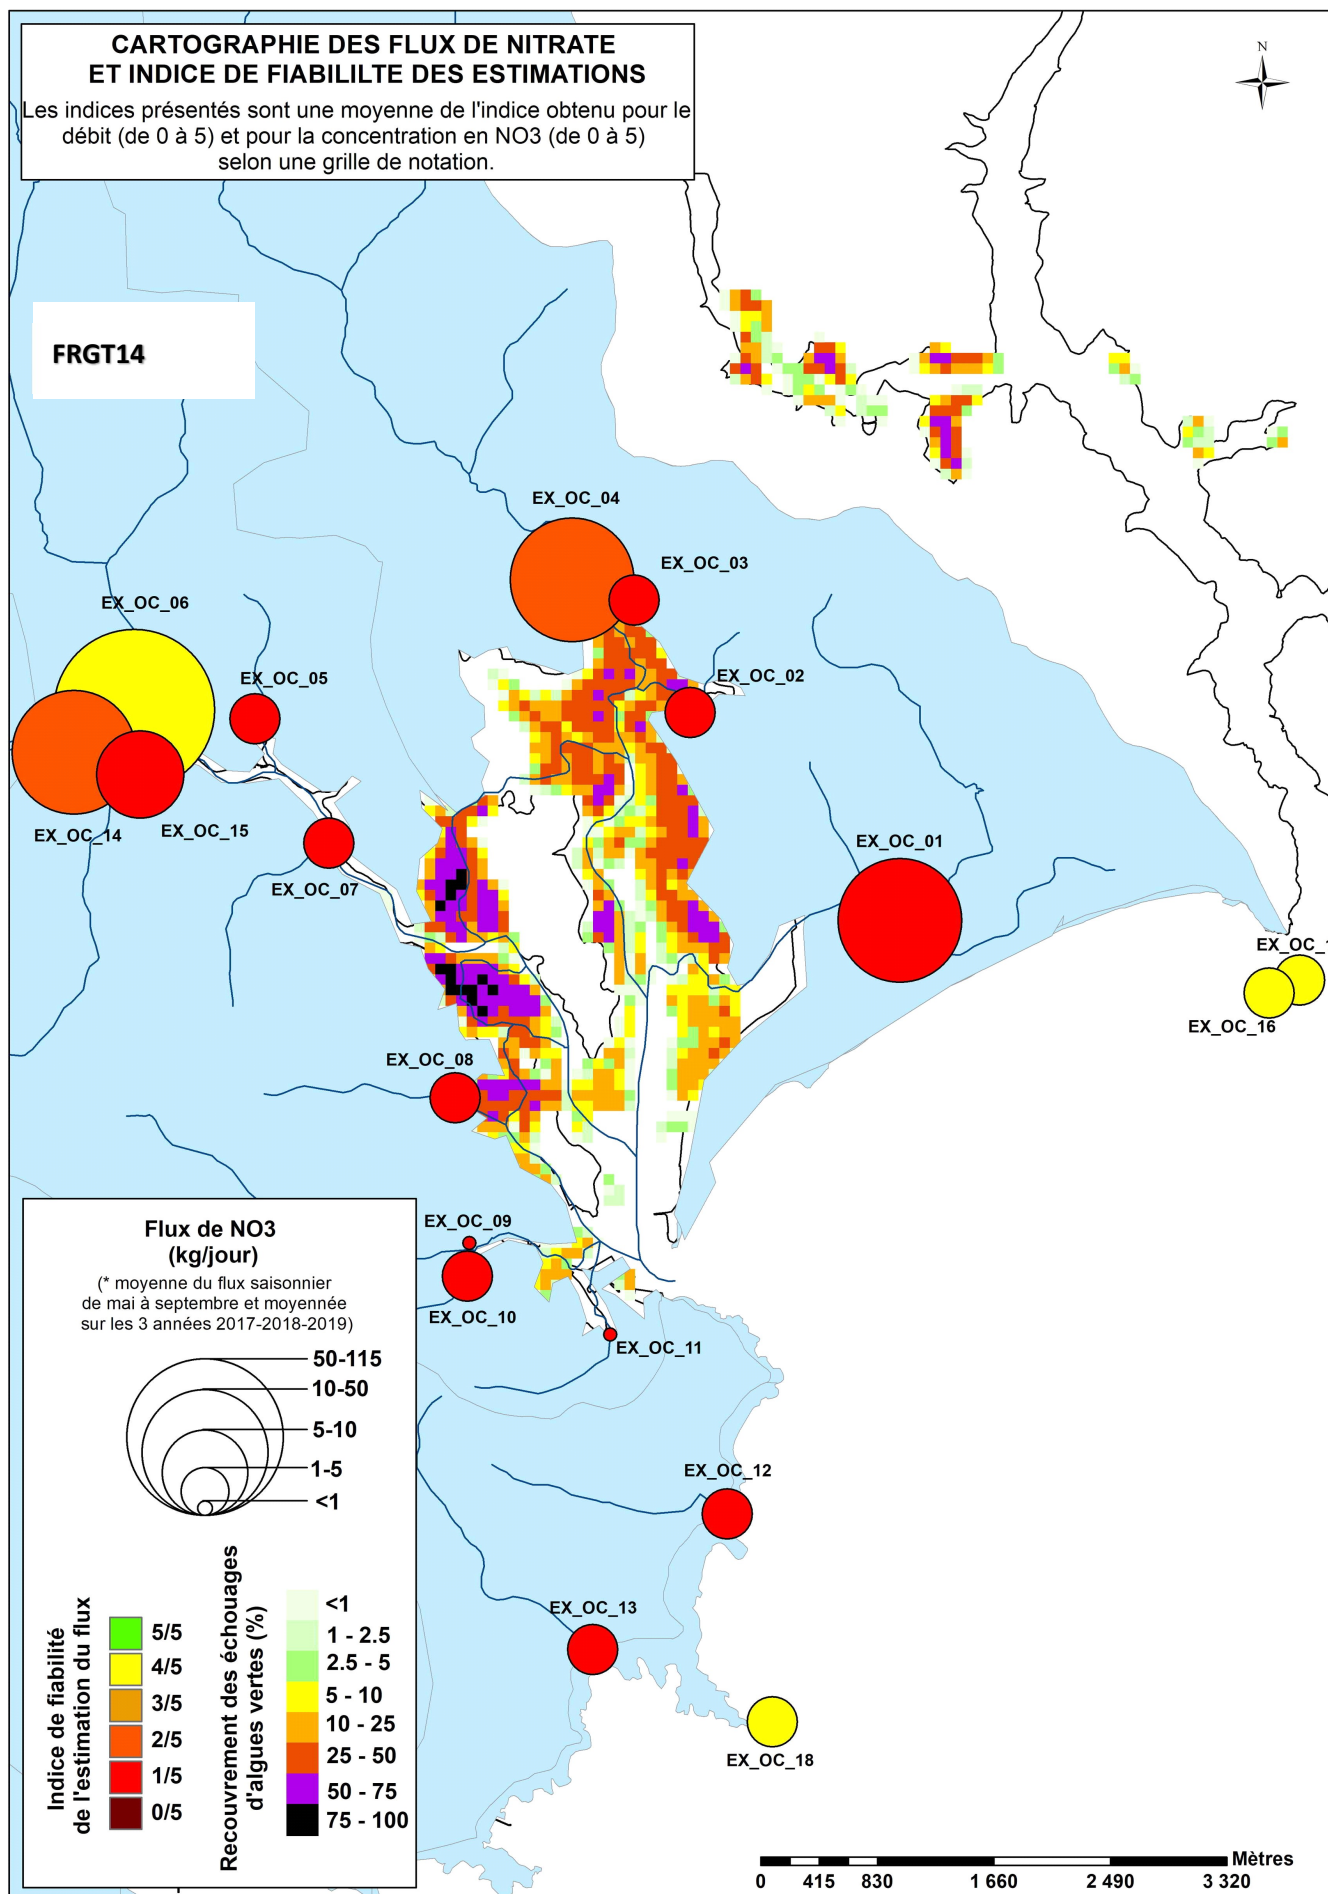 CARTOGRAPHIE DES FLUX DE NITRATE
ET INDICE DE FIABILILTE DES ESTIMATIONS
Les indices présentés sont une moyenne de l'indice obtenu pour le
débit (de 0 à 5) et pour la concentration en NO3 (de 0 à 5)
selon une grille de notation.
N
FRGT14
EX_OC_04
EX_OC_03
EX_OC_06
EX_OC_05
EX_OC_02
EX_OC_14
EX_OC_15
EX_OC_01
EX_OC_07
EX_OC_1
EX_OC_16
EX_OC_08
EX_OC_09
EX_OC_10
EX_OC_11
EX_OC_12
EX_OC_13
EX_OC_18
Flux de NO3
(kg/jour)
(* moyenne du flux saisonnier
de mai à septembre et moyennée
sur les 3 années 2017-2018-2019)
50-115
10-50
5-10
1-5
<1
Indice de fiabilité
de l'estimation du flux
5/5
4/5
3/5
2/5
1/5
0/5
Recouvrement des échouages
d'algues vertes (%)
<1
1 - 2.5
2.5 - 5
5 - 10
10 - 25
25 - 50
50 - 75
75 - 100
Mètres
0 415 830 1 660 2 490 3 320